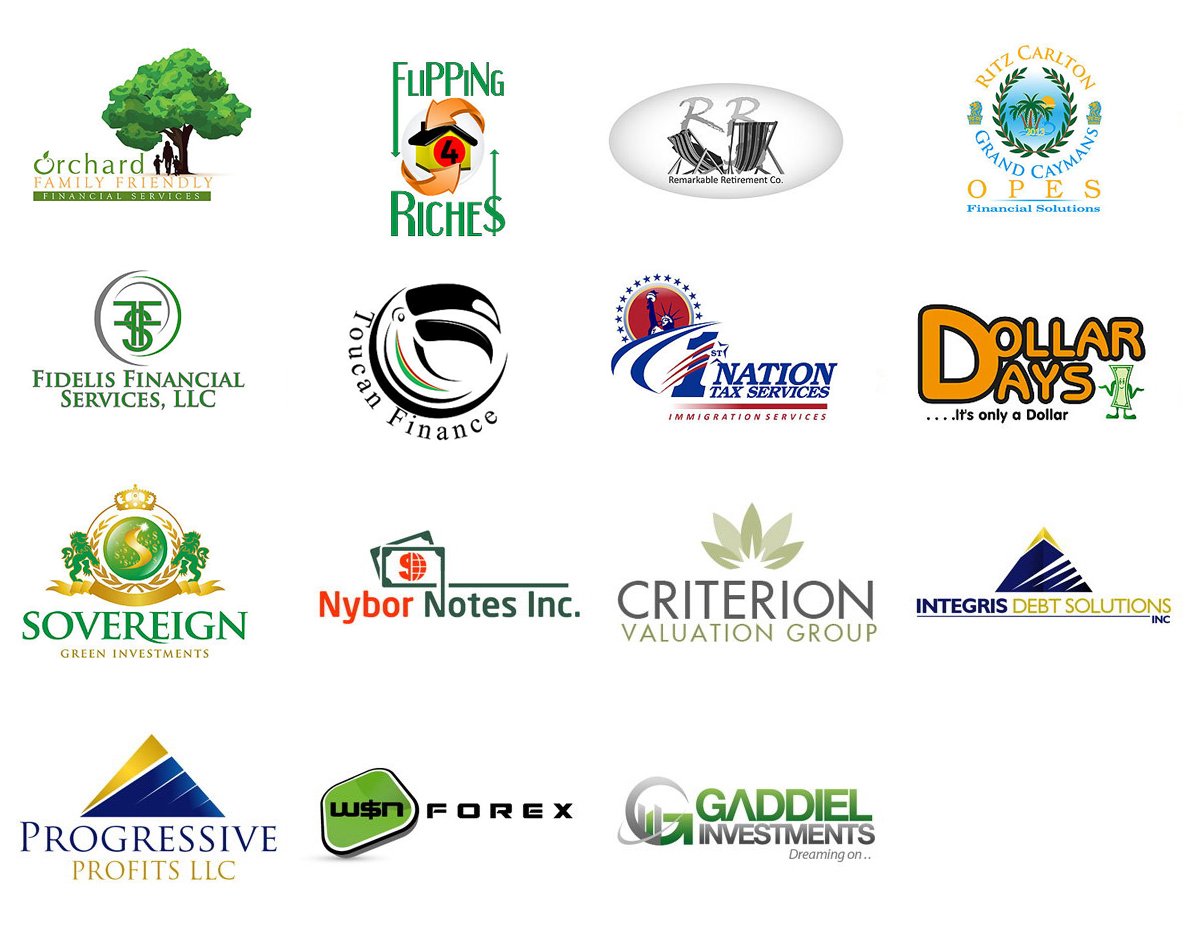 Orchard
FAMILY FRIENDLY
FINANCIAL SERVICES
FLiPPiNG
4
RICHE$
R R
Remarkable Retirement Co.
RITZ CARLTON
2013
GRAND CAYMANS
OPES
Financial Solutions
FFS
FIDELIS FINANCIAL
SERVICES, LLC
Toucan Finance
1ST NATION
TAX SERVICES
IMMIGRATION SERVICES
DOLLAR
DAYS
....It's only a Dollar
S
SOVEREIGN
GREEN INVESTMENTS
Nybor Notes Inc.
CRITERION
VALUATION GROUP
INTEGRIS DEBT SOLUTIONS
INC
PROGRESSIVE
PROFITS LLC
W$N FOREX
G
GADDIEL
INVESTMENTS
Dreaming on ..